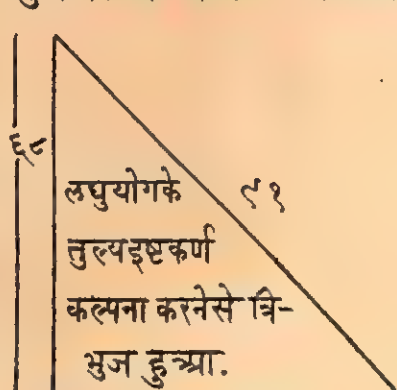 ६८
लघुयोगके ९१
तुल्यइष्टकर्ण
कल्पना करनेसे त्रि-
भुज हुआ.